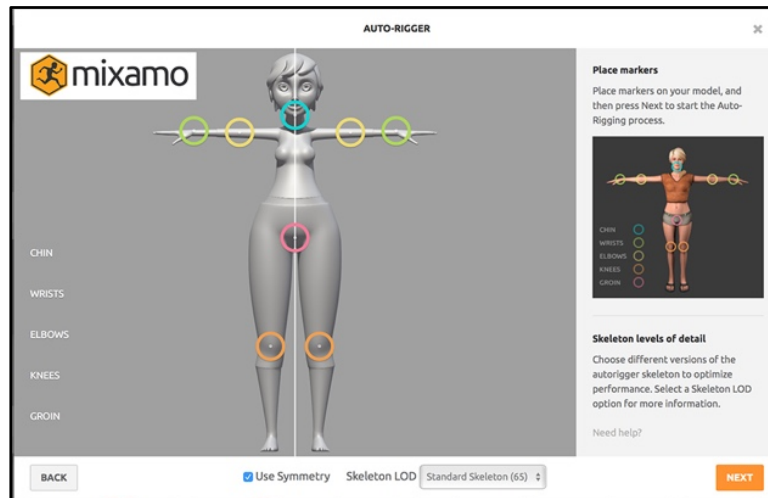 AUTO-RIGGER
mixamo
CHIN
WRISTS
ELBOWS
KNEES
GROIN
Place markers
Place markers on your model, and
then press Next to start the Auto-
Rigging process.
CHIN
WRISTS
ELBOWS
KNEES
GROIN
Skeleton levels of detail
Choose different versions of the
autorigger skeleton to optimize
performance. Select a Skeleton LOD
option for more information.
Need help?
BACK
Use Symmetry
Skeleton LOD
Standard Skeleton (65)
NEXT